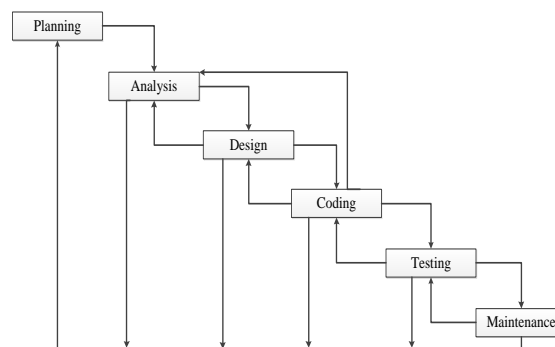 Planning
Analysis
Design
Coding
Testing
Maintenance